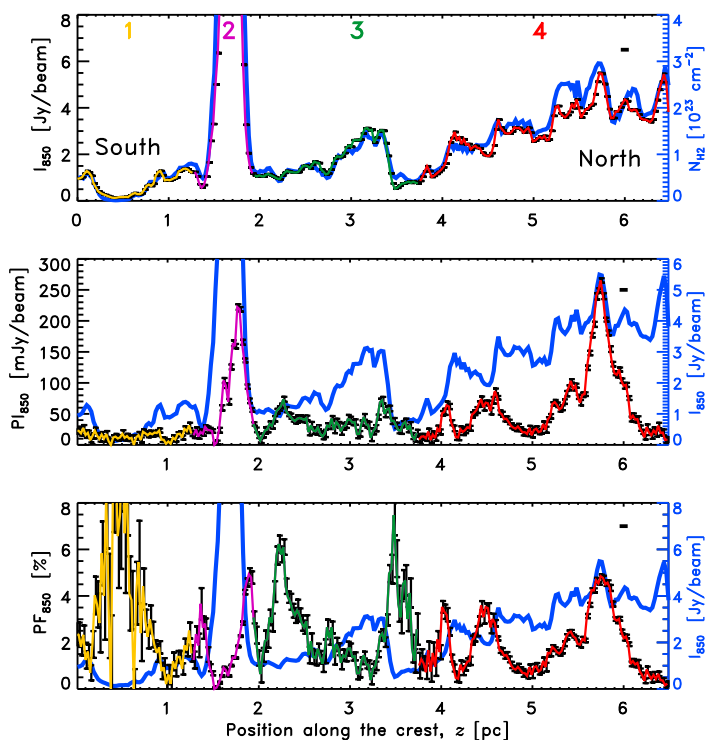 1 2 3 4
8 6 4 2 0
I850 [Jy/beam]
South
North
4 3 2 1 0
NH2 [10^23 cm^-2]
0 1 2 3 4 5 6
300 250 200 150 100 50 0
PI850 [mJy/beam]
6 5 4 3 2 1 0
I850 [Jy/beam]
0 1 2 3 4 5 6
8 6 4 2 0
PF850 [%]
8 6 4 2 0
I850 [Jy/beam]
0 1 2 3 4 5 6
Position along the crest, z [pc]